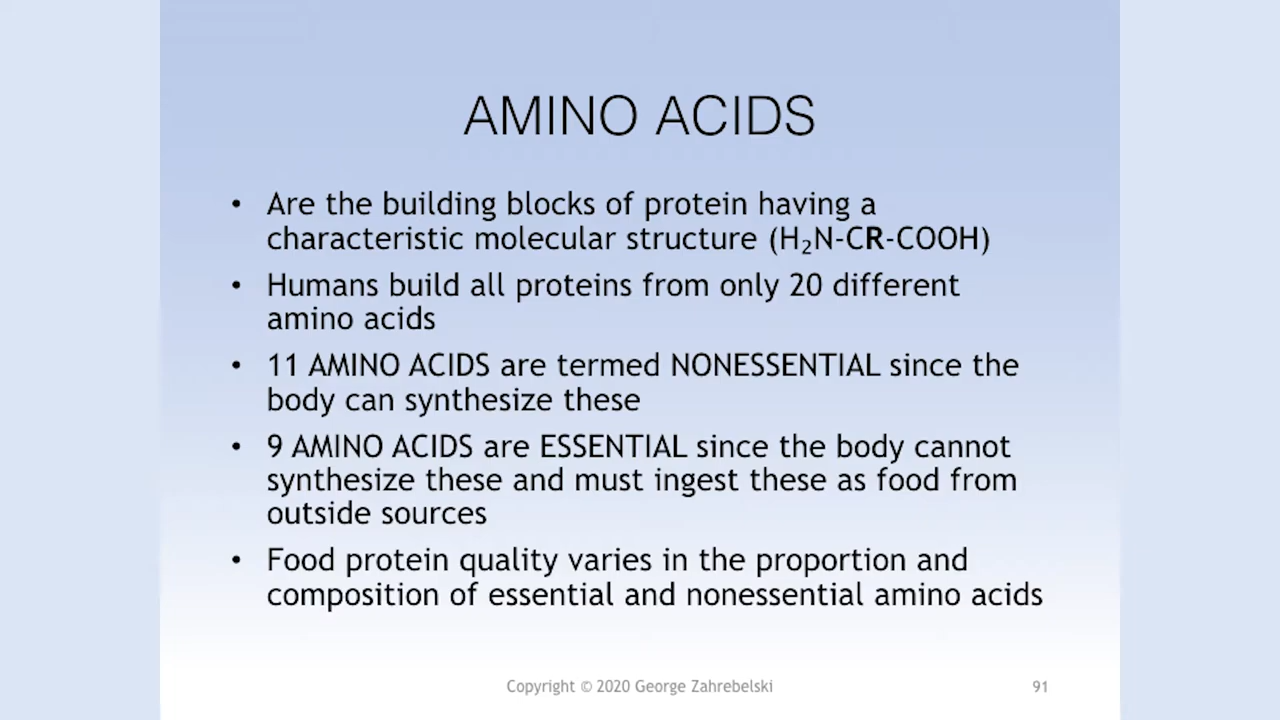 AMINO ACIDS
• Are the building blocks of protein having a
characteristic molecular structure (H₂N-CR-COOH)
• Humans build all proteins from only 20 different
amino acids
• 11 AMINO ACIDS are termed NONESSENTIAL since the
body can synthesize these
• 9 AMINO ACIDS are ESSENTIAL since the body cannot
synthesize these and must ingest these as food from
outside sources
• Food protein quality varies in the proportion and
composition of essential and nonessential amino acids
Copyright © 2020 George Zahrebelski 91